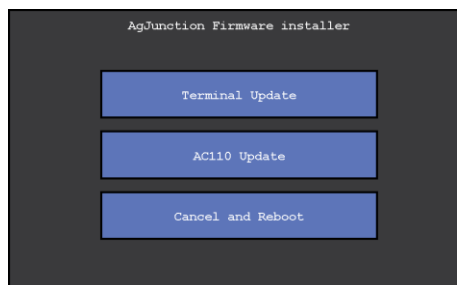 AgJunction Firmware installer
Terminal Update
AC110 Update
Cancel and Reboot